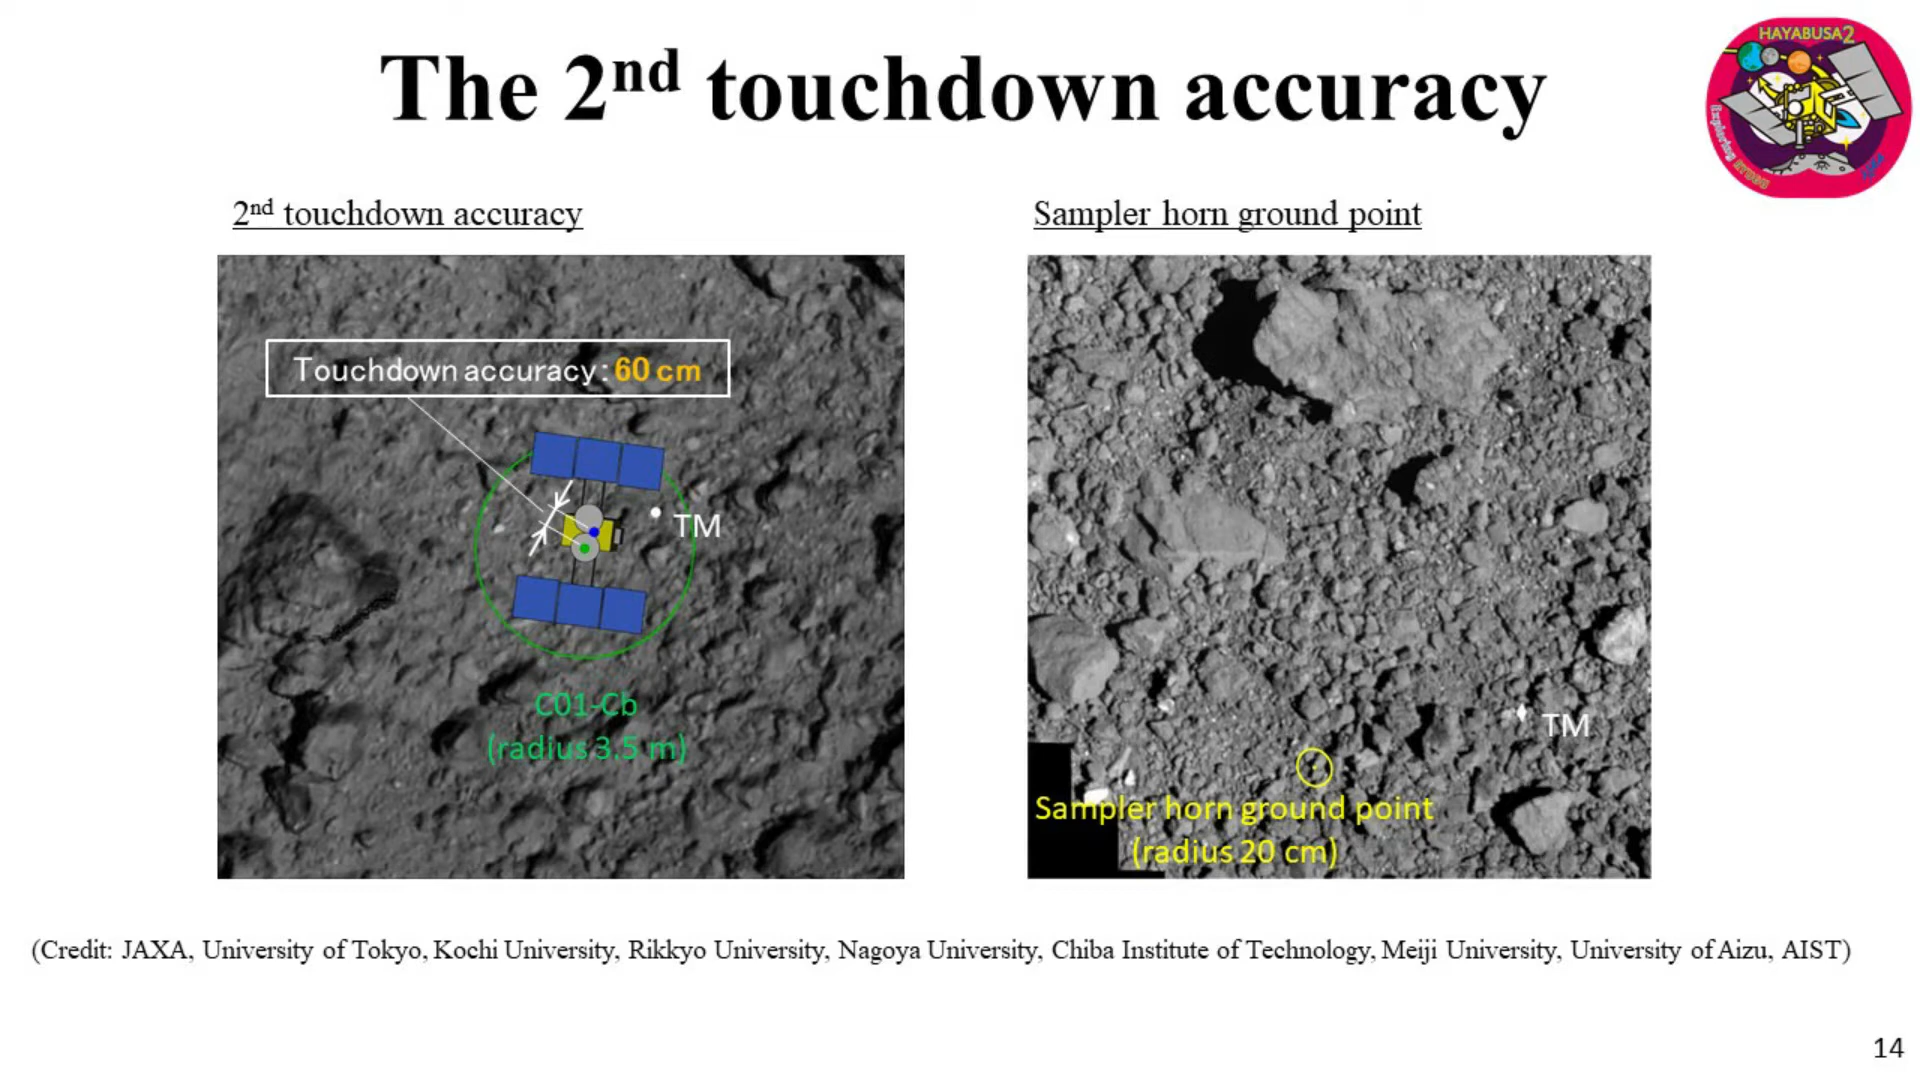 The 2nd touchdown accuracy
HAYABUSA2
Exploring RYUGU
2nd touchdown accuracy
Sampler horn ground point
Touchdown accuracy: 60 cm
TM
C01-Cb
(radius 3.5 m)
TM
Sampler horn ground point
(radius 20 cm)
(Credit: JAXA, University of Tokyo, Kochi University, Rikkyo University, Nagoya University, Chiba Institute of Technology, Meiji University, University of Aizu, AIST)
14